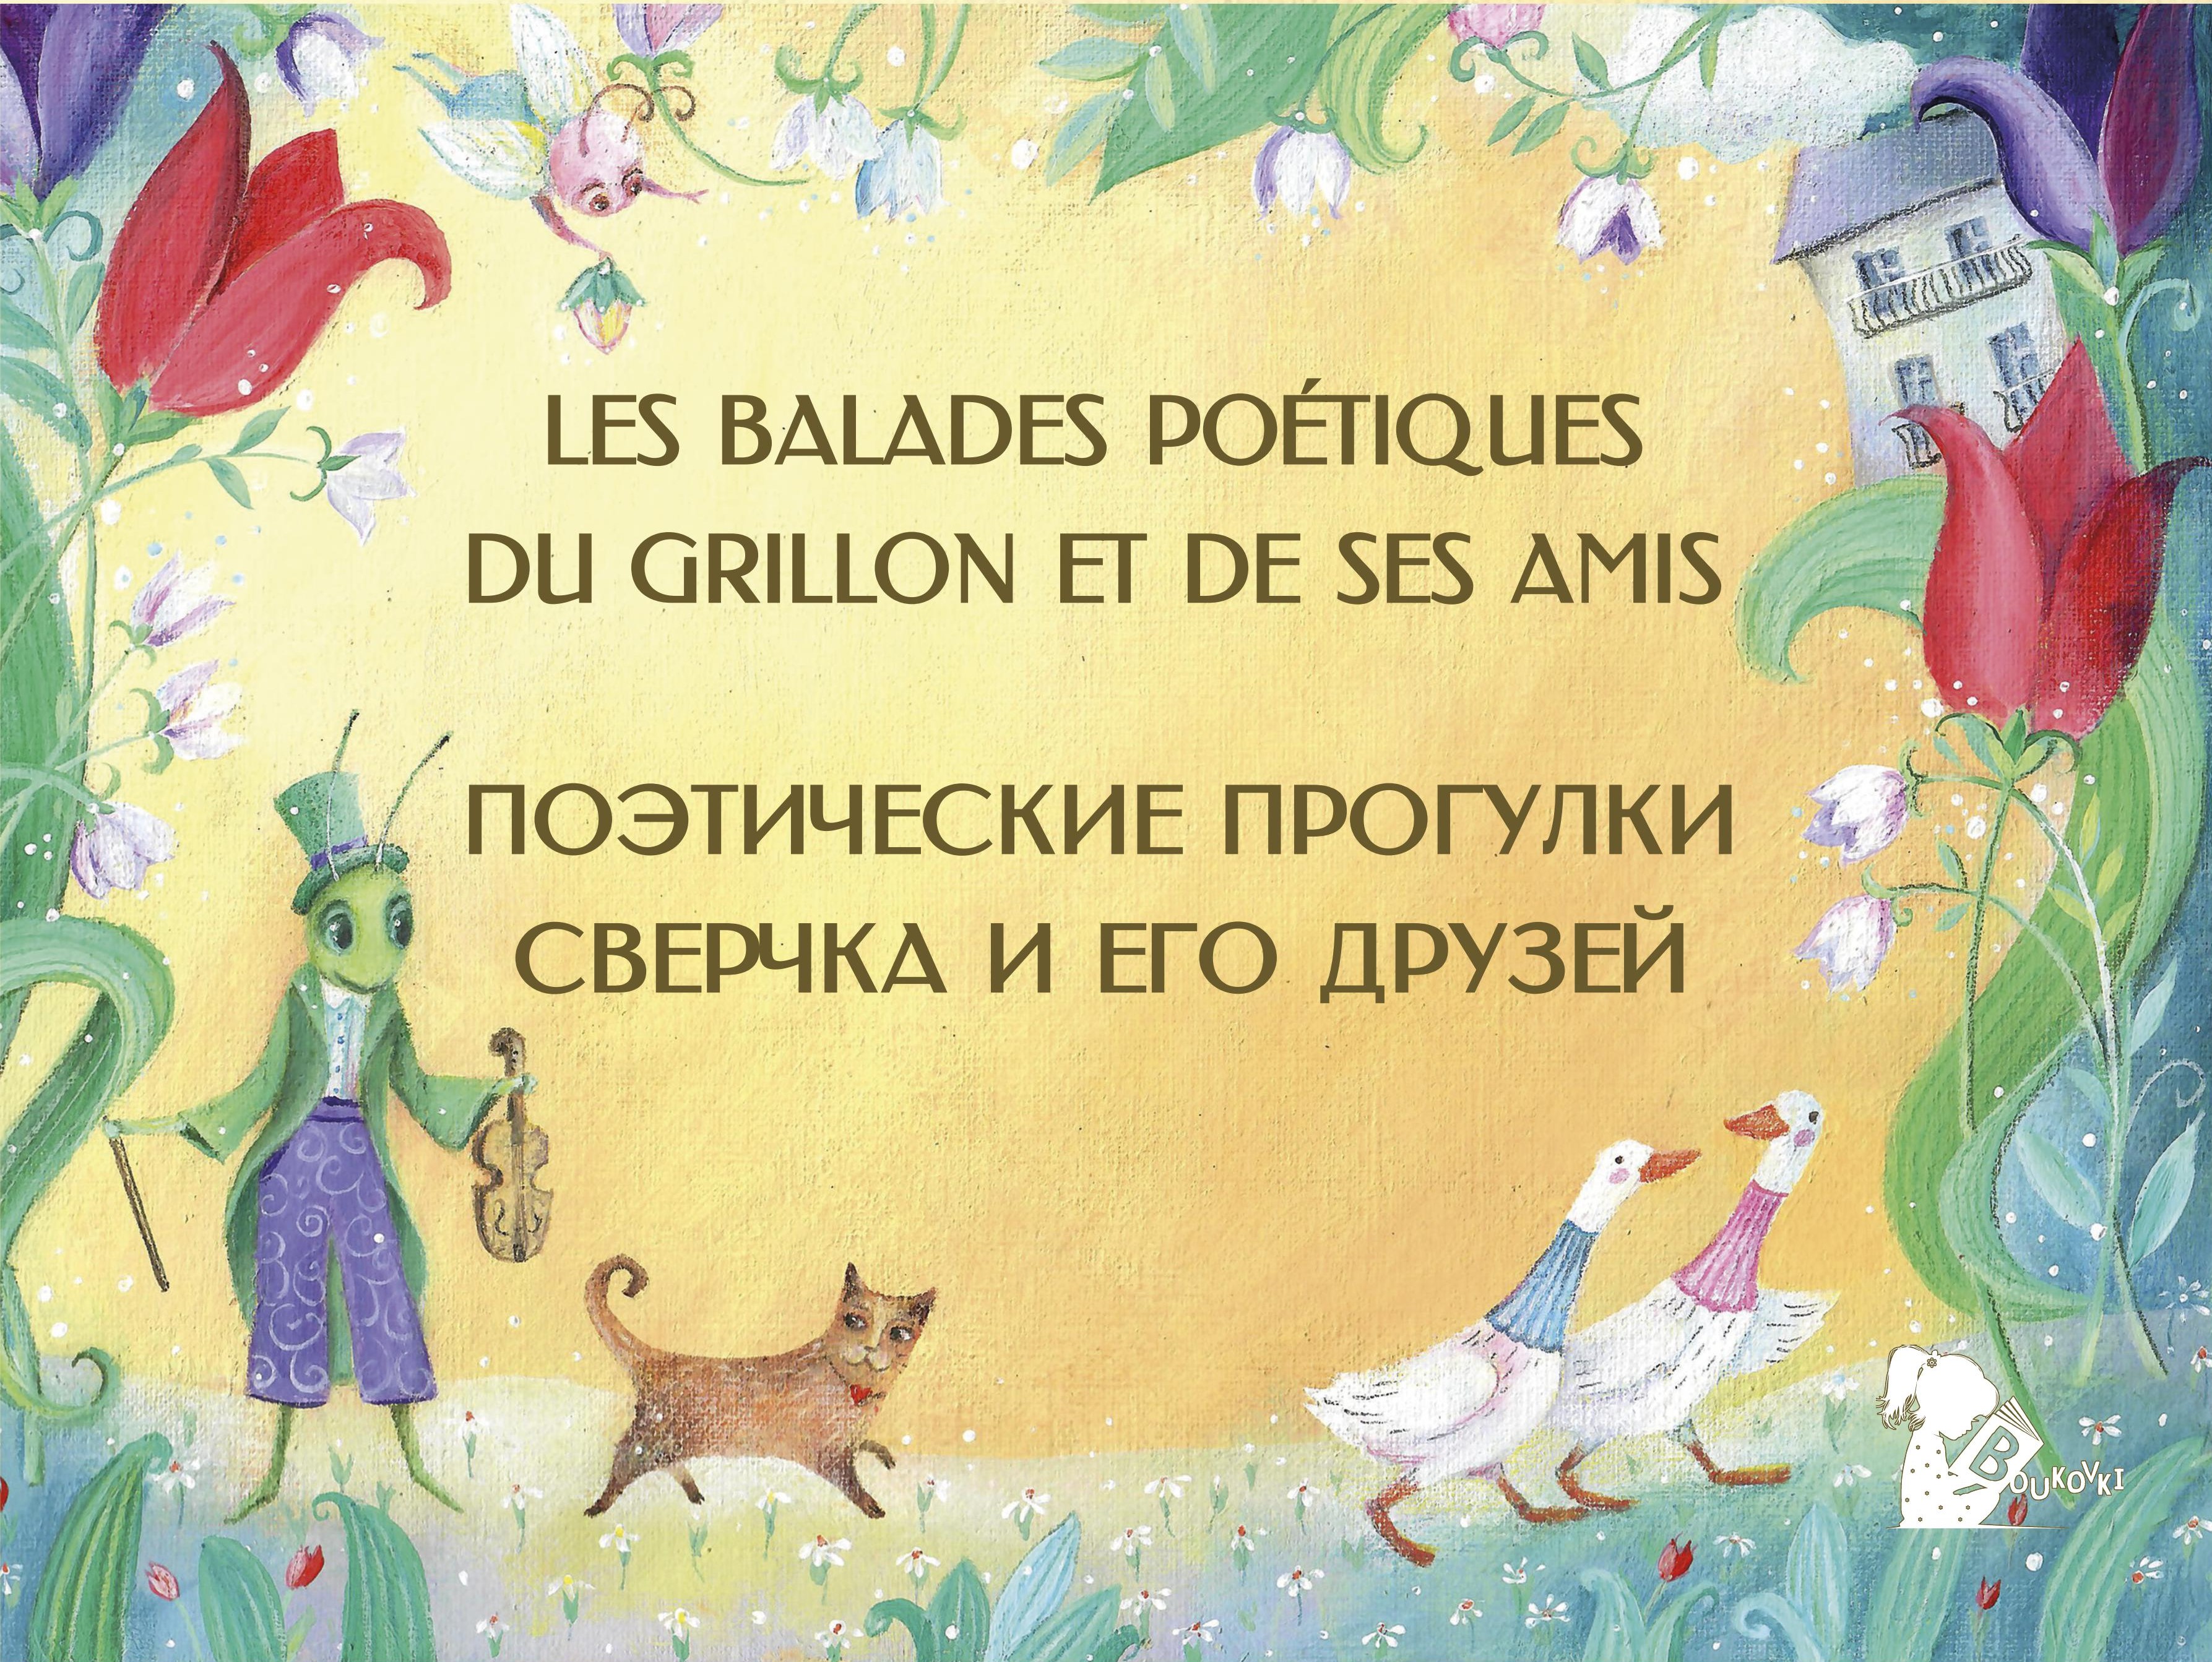 LES BALADES POÉTIQUES
DU GRILLON ET DE SES AMIS
ПОЭТИЧЕСКИЕ ПРОГУЛКИ
СВЕРЧКА И ЕГО ДРУЗЕЙ
BOUKOVKI